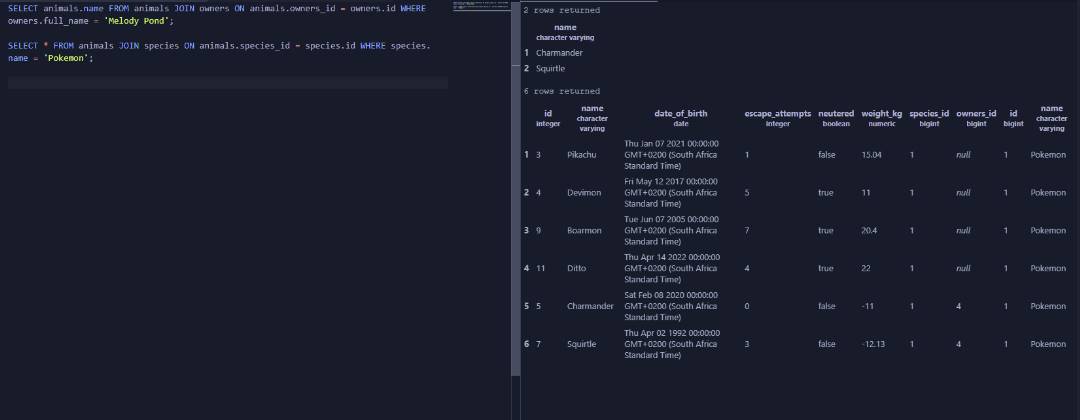 SELECT animals.name FROM animals JOIN owners ON animals.owners_id = owners.id WHERE
owners.full_name = 'Melody Pond';
SELECT * FROM animals JOIN species ON animals.species_id = species.id WHERE species.
name = 'Pokemon';
2 rows returned
name
character varying
1 Charmander
2 Squirtle
6 rows returned
id name date_of_birth escape_attempts neutered weight_kg species_id owners_id id name
integer character varying date integer boolean numeric bigint bigint bigint character varying
Thu Jan 07 2021 00:00:00
1 3 Pikachu GMT+0200 (South Africa 1 false 15.04 1 null 1 Pokemon
Standard Time)
Fri May 12 2017 00:00:00
2 4 Devimon GMT+0200 (South Africa 5 true 11 1 null 1 Pokemon
Standard Time)
Tue Jun 07 2005 00:00:00
3 9 Boarmon GMT+0200 (South Africa 7 true 20.4 1 null 1 Pokemon
Standard Time)
Thu Apr 14 2022 00:00:00
4 11 Ditto GMT+0200 (South Africa 4 true 22 1 null 1 Pokemon
Standard Time)
Sat Feb 08 2020 00:00:00
5 5 Charmander GMT+0200 (South Africa 0 false -11 1 4 1 Pokemon
Standard Time)
Thu Apr 02 1992 00:00:00
6 7 Squirtle GMT+0200 (South Africa 3 false -12.13 1 4 1 Pokemon
Standard Time)